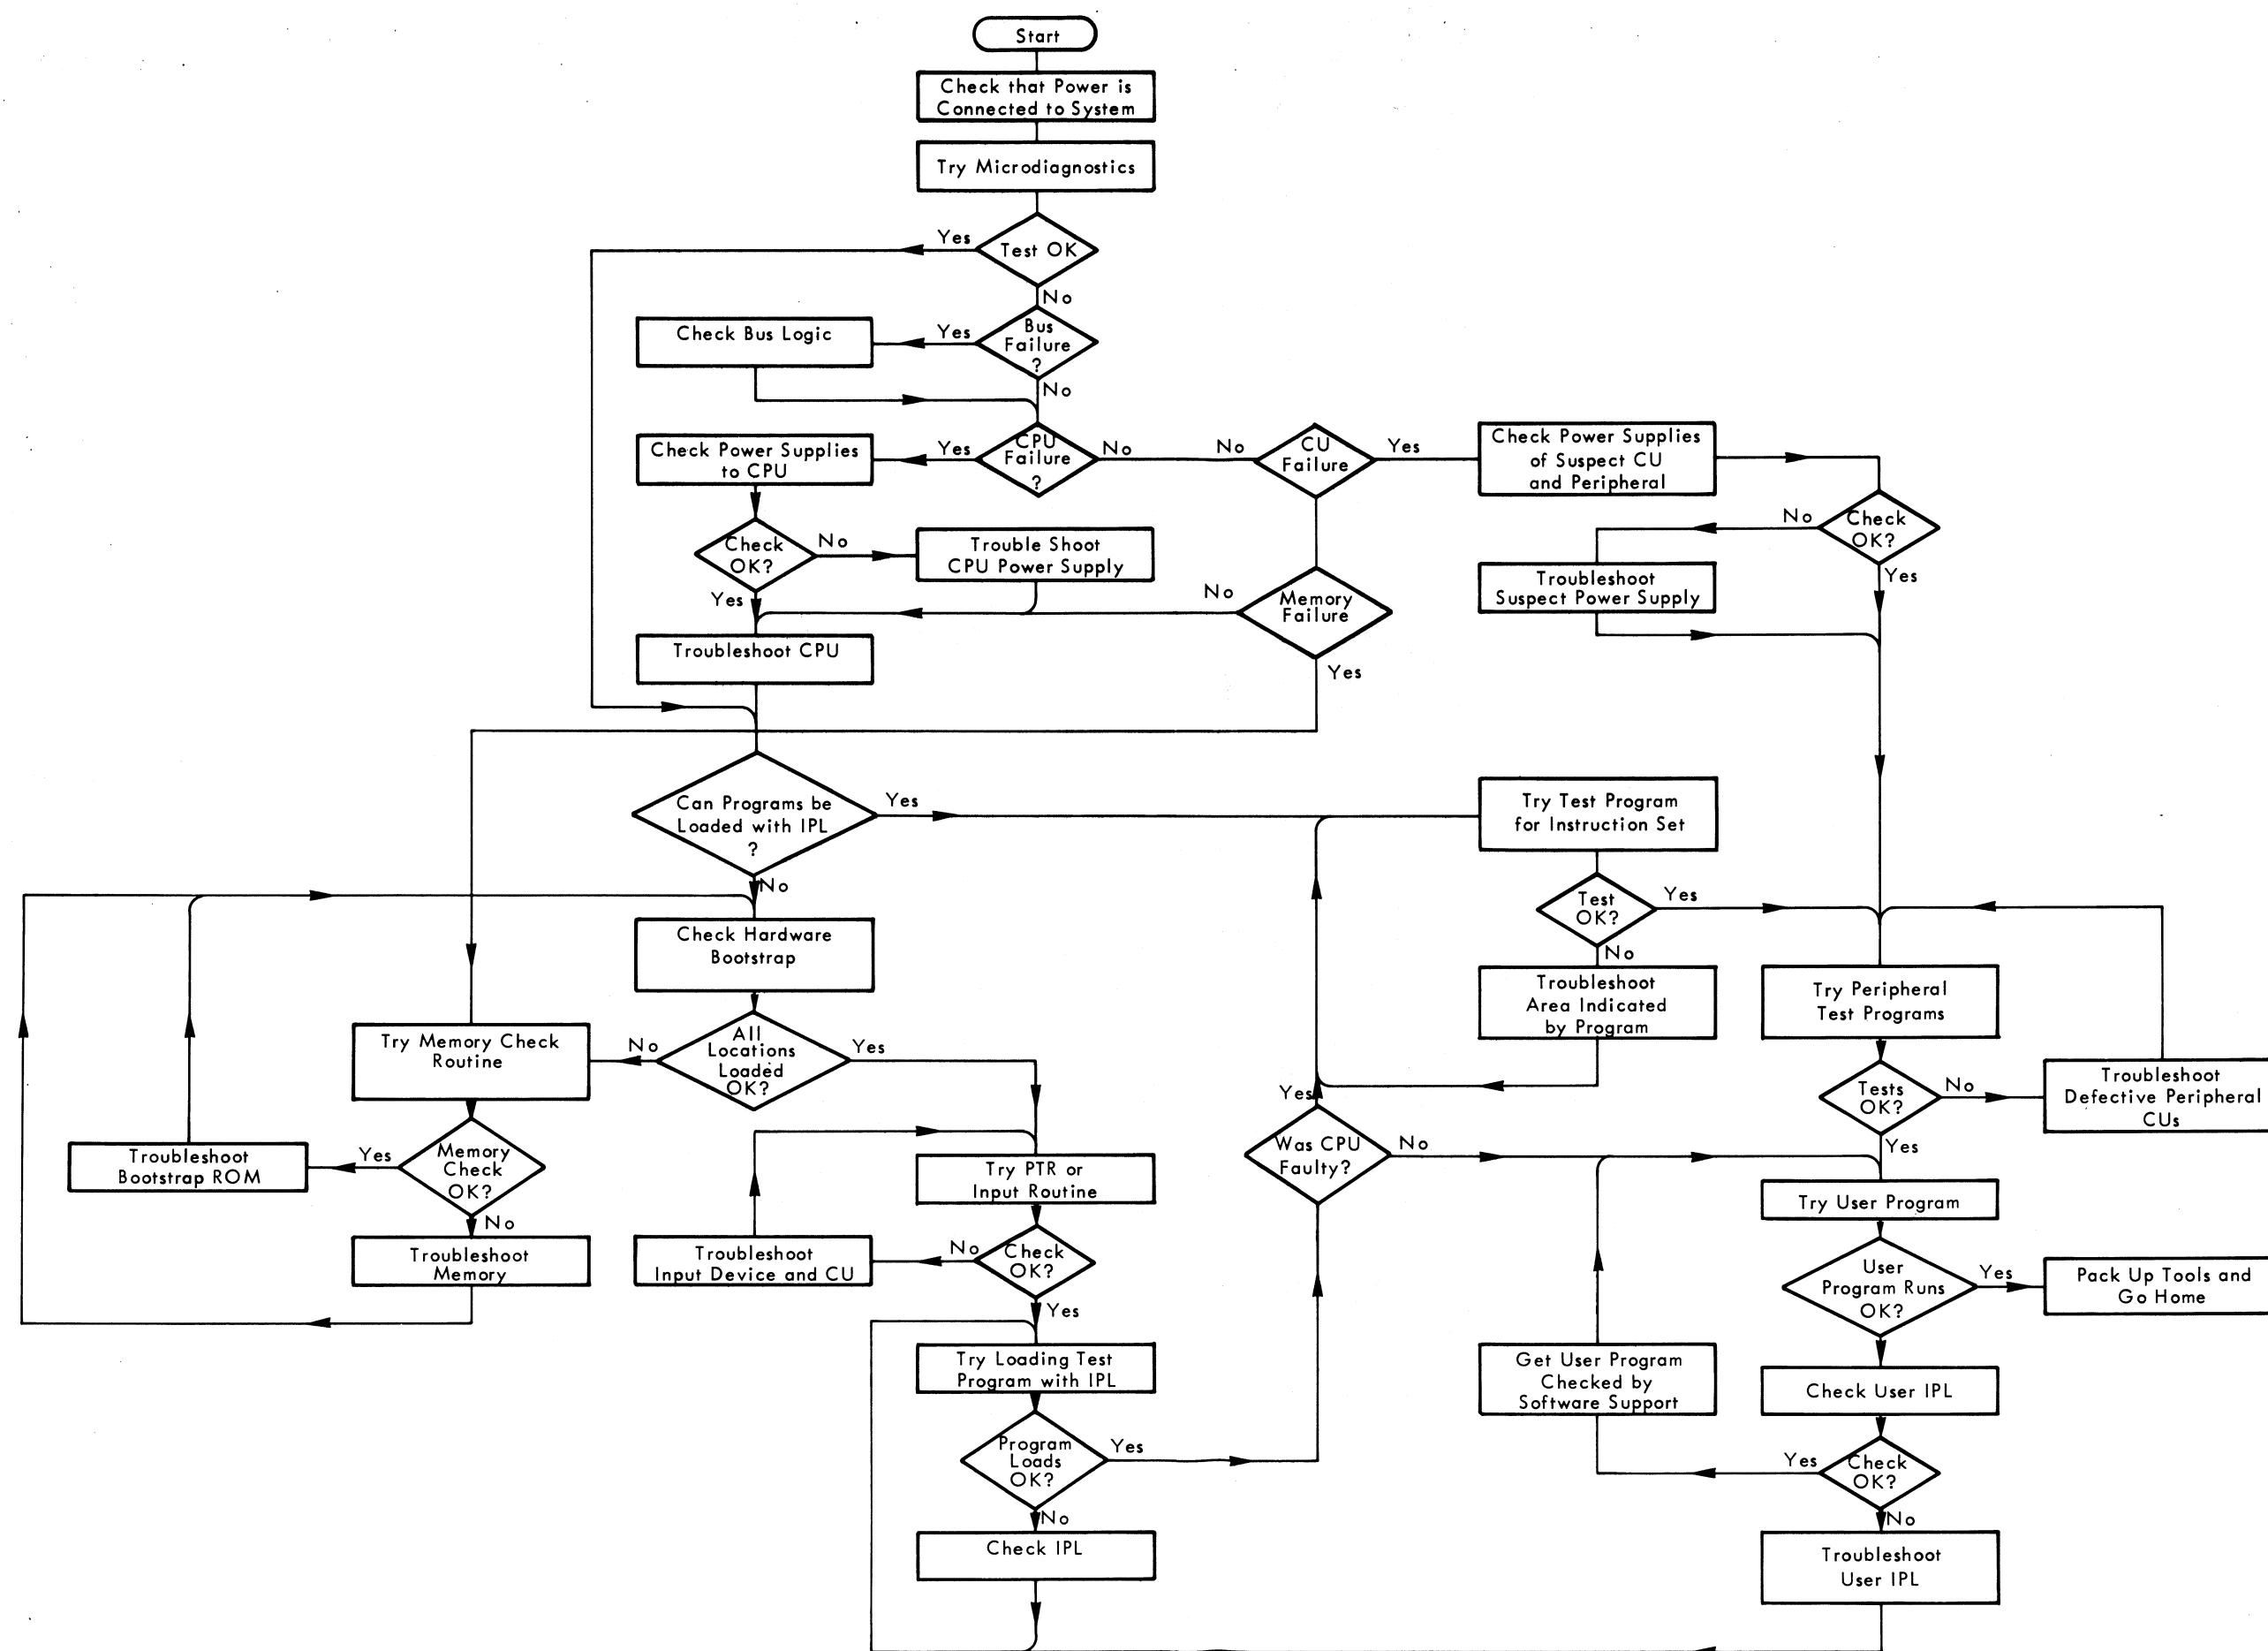 Start
Check that Power is
Connected to System
Try Microdiagnostics
Yes
Test OK
No
Check Bus Logic
Yes
Bus
Failure
?
No
Check Power Supplies
to CPU
Yes
CPU
Failure
?
No
No
CU
Failure
Yes
Check Power Supplies
of Suspect CU
and Peripheral
Check
OK?
No
Trouble Shoot
CPU Power Supply
Yes
No
Memory
Failure
Yes
No
Check
OK?
Yes
Troubleshoot
Suspect Power Supply
Troubleshoot CPU
Can Programs be
Loaded with IPL
?
Yes
No
Try Test Program
for Instruction Set
Test
OK?
Yes
No
Troubleshoot
Area Indicated
by Program
Try Peripheral
Test Programs
Tests
OK?
No
Yes
Troubleshoot
Defective Peripheral
CUs
Check Hardware
Bootstrap
Try Memory Check
Routine
No
All
Locations
Loaded
OK?
Yes
Troubleshoot
Bootstrap ROM
Yes
Memory
Check
OK?
No
Troubleshoot
Memory
Try PTR or
Input Routine
Troubleshoot
Input Device and CU
No
Check
OK?
Yes
Yes
Was CPU
Faulty?
No
Try User Program
User
Program Runs
OK?
Yes
Pack Up Tools and
Go Home
Try Loading Test
Program with IPL
Program
Loads
OK?
Yes
No
Check IPL
Get User Program
Checked by
Software Support
Check User IPL
Yes
Check
OK?
No
Troubleshoot
User IPL